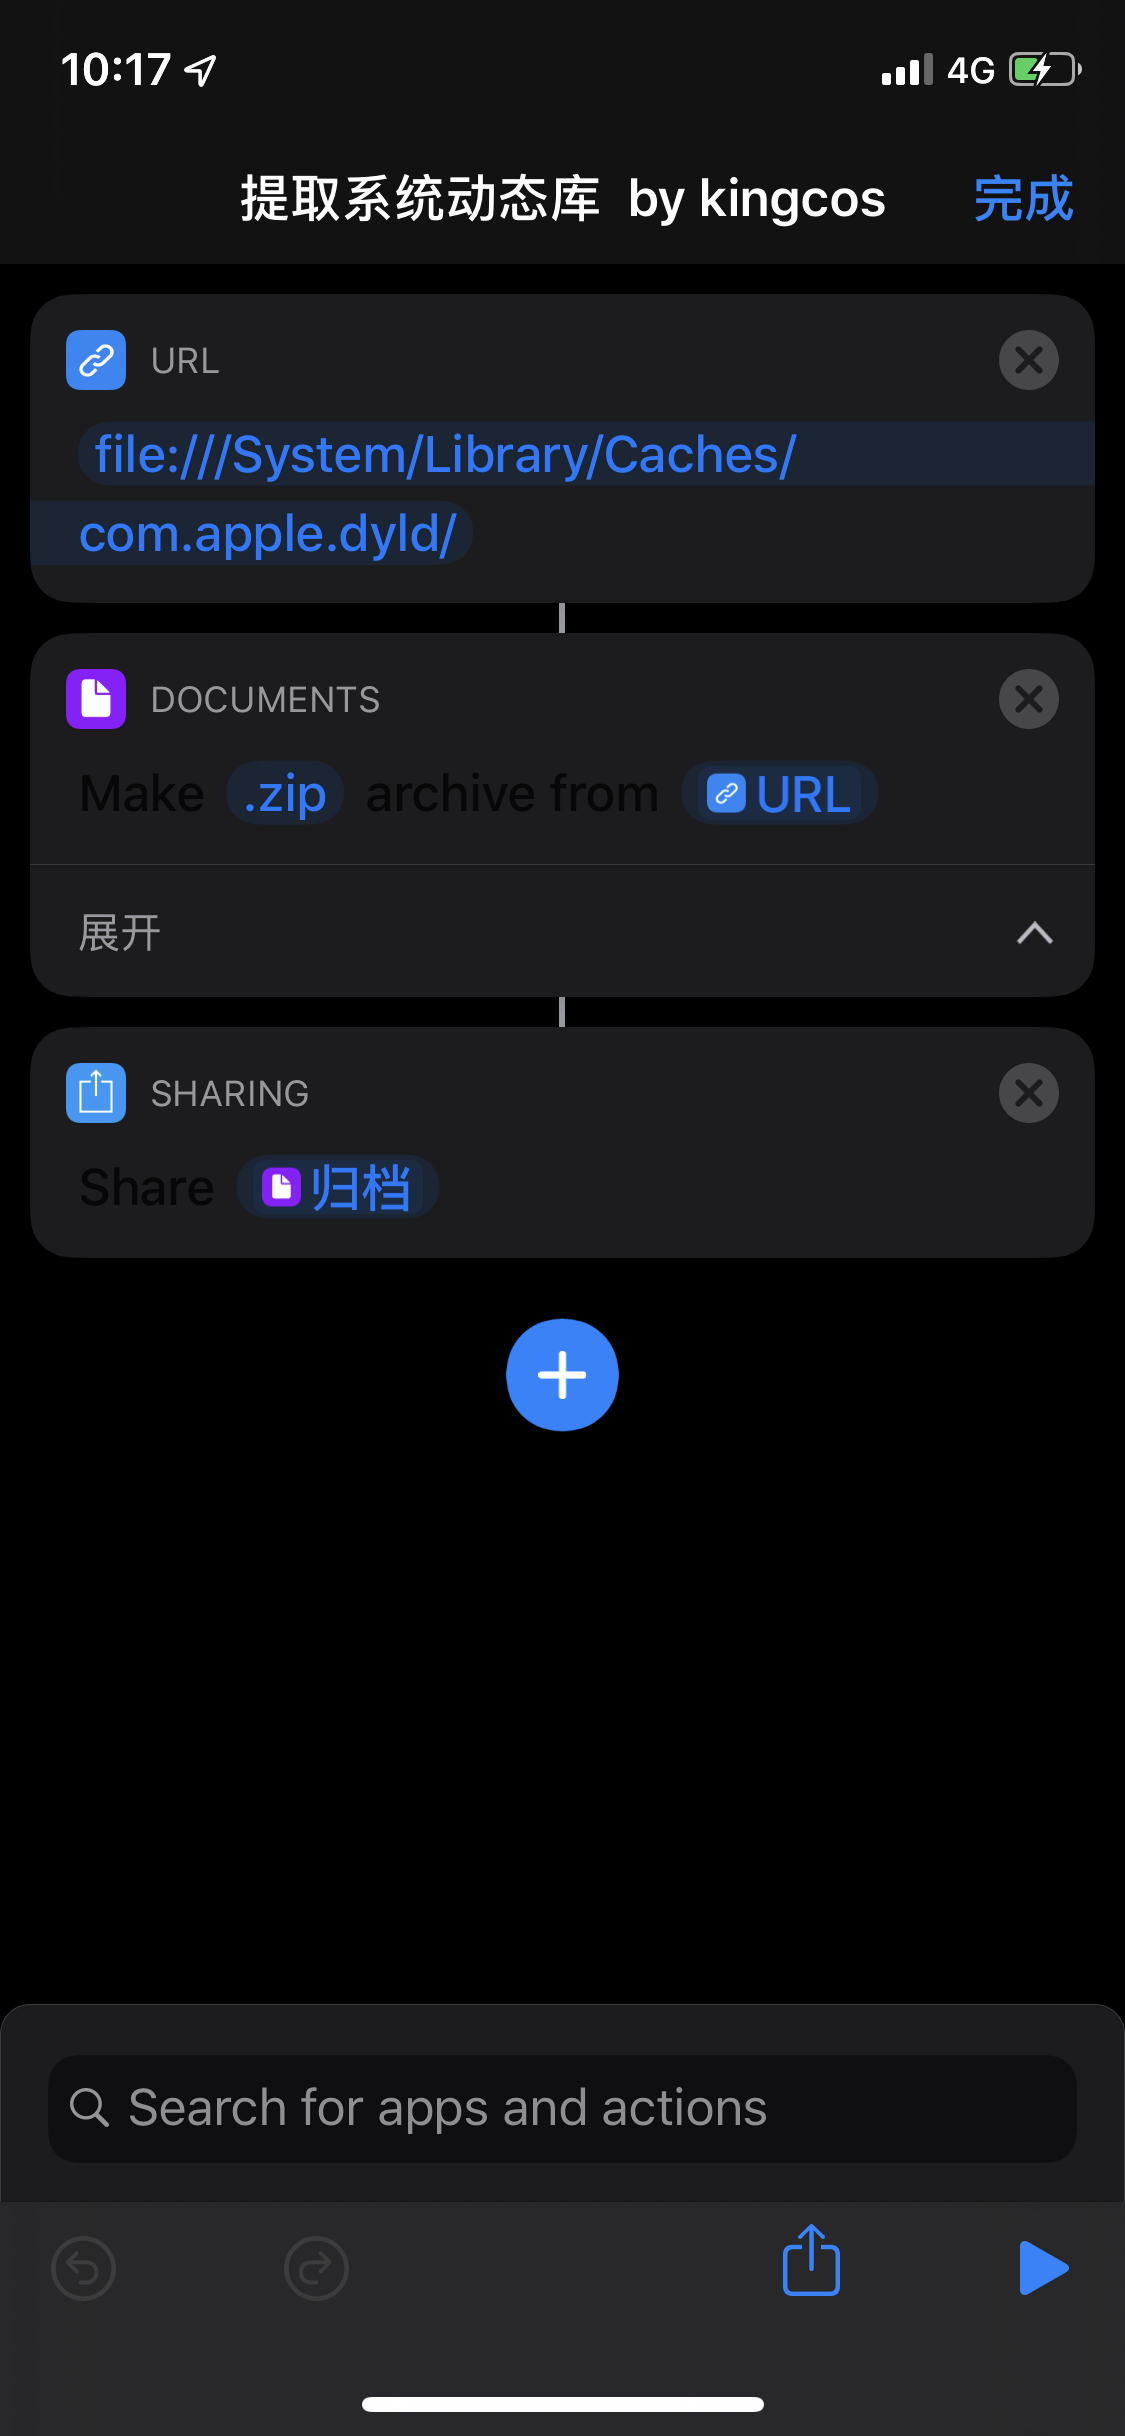 10:17
4G
提取系统动态库 by kingcos
完成
URL
file:///System/Library/Caches/
com.apple.dyld/
DOCUMENTS
Make .zip archive from URL
展开
SHARING
Share 归档
Search for apps and actions